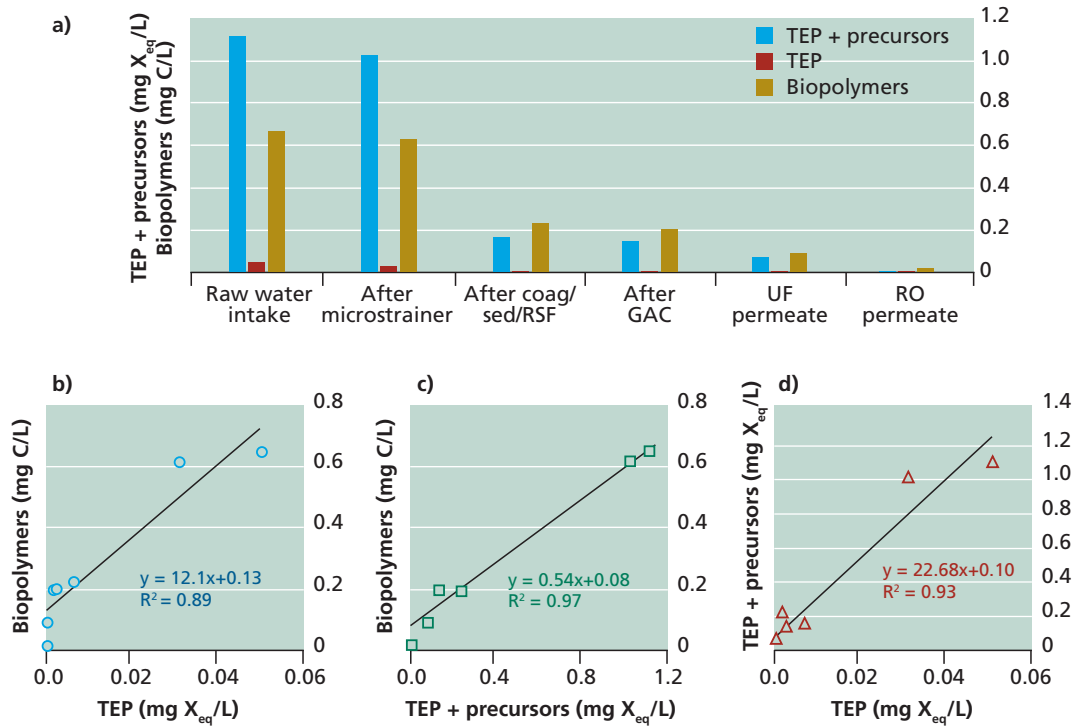 a)
TEP + precursors (mg Xeq/L)
Biopolymers (mg C/L)
1.2
1.0
0.8
0.6
0.4
0.2
0
TEP + precursors
TEP
Biopolymers
Raw water
intake
After
microstrainer
After coag/
sed/RSF
After
GAC
UF
permeate
RO
permeate
b)
Biopolymers (mg C/L)
0.8
0.6
0.4
0.2
0
y = 12.1x+0.13
R² = 0.89
0.0 0.02 0.04 0.06
TEP (mg Xeq/L)
c)
Biopolymers (mg C/L)
0.8
0.6
0.4
0.2
0
y = 0.54x+0.08
R² = 0.97
0.0 0.4 0.8 1.2
TEP + precursors (mg Xeq/L)
d)
TEP + precursors (mg Xeq/L)
1.4
1.2
1.0
0.8
0.6
0.4
0.2
0
y = 22.68x+0.10
R² = 0.93
0.0 0.02 0.04 0.06
TEP (mg Xeq/L)